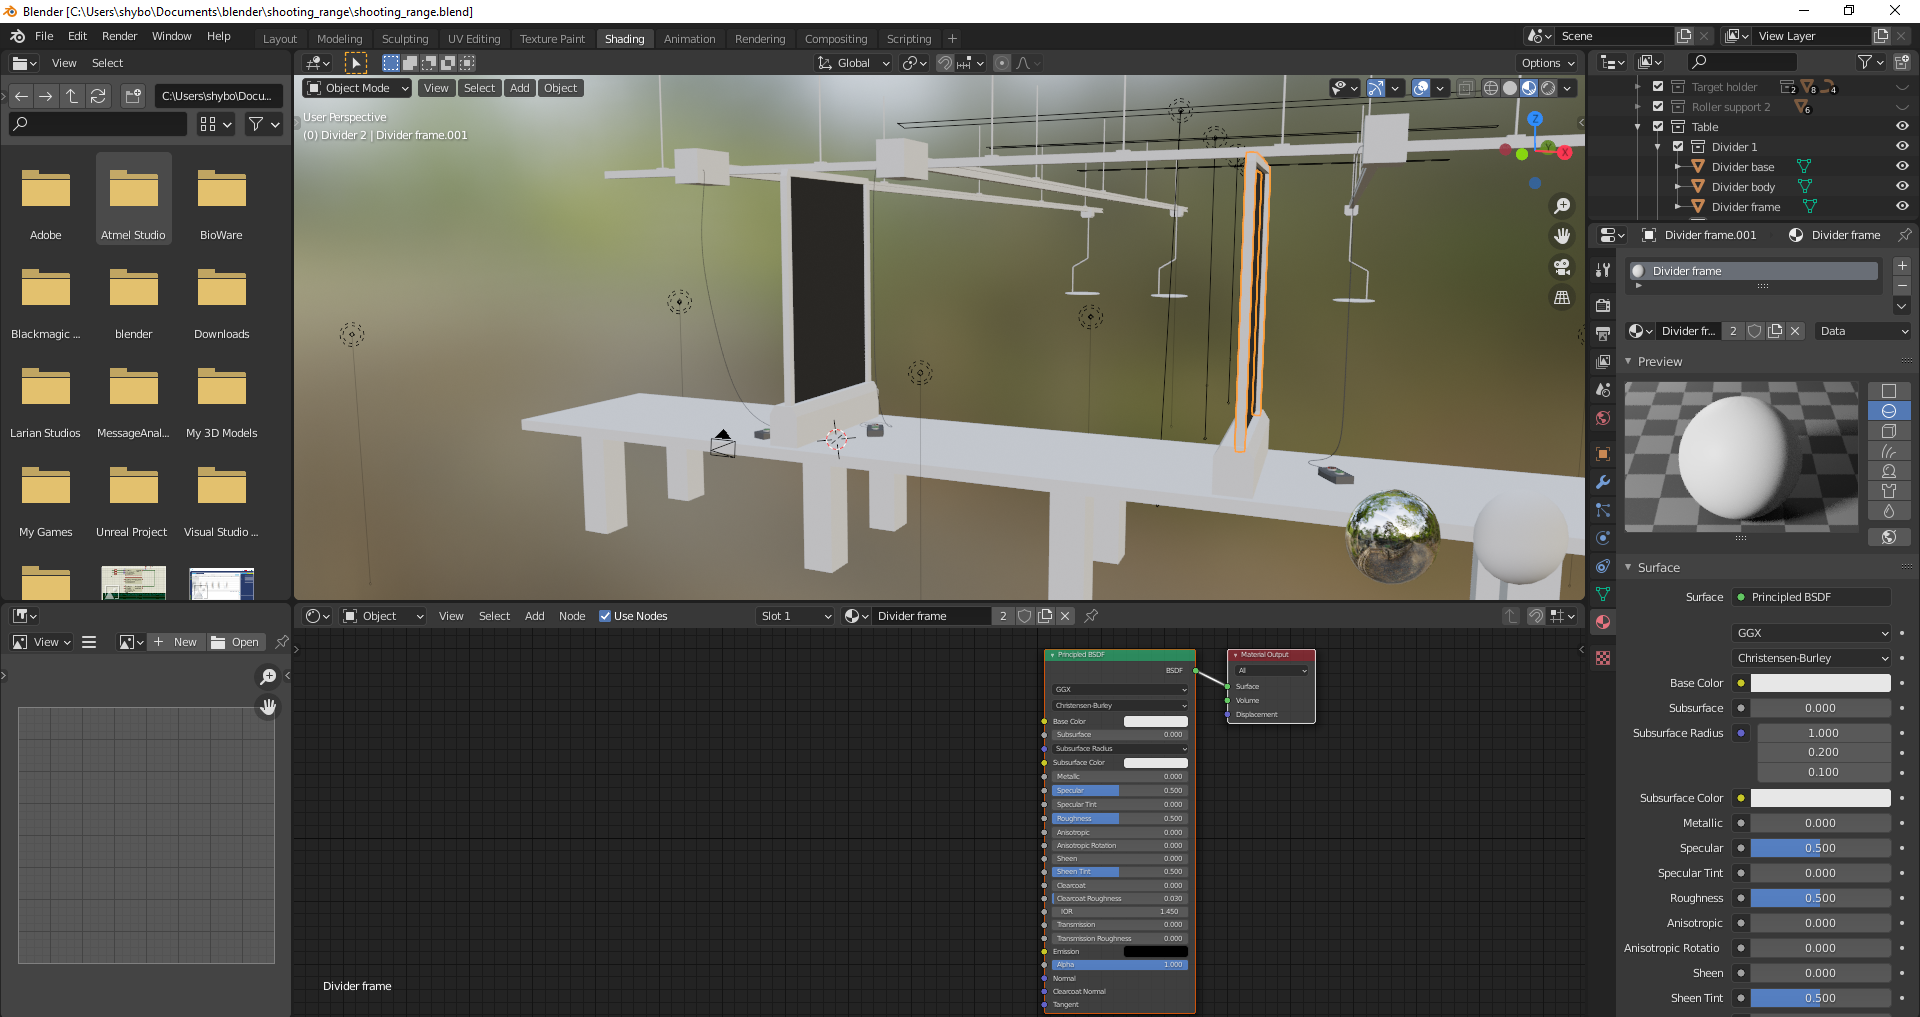 Blender [C:\Users\shybo\Documents\blender\shooting_range\shooting_range.blend]
File Edit Render Window Help
Layout Modeling Sculpting UV Editing Texture Paint Shading Animation Rendering Compositing Scripting +
Scene
View Layer
View Select
Global
Options
C:\Users\shybo\Docu...
Object Mode View Select Add Object
User Perspective
(0) Divider 2 | Divider frame.001
Z
Y
X
Adobe
Atmel Studio
BioWare
Blackmagic ...
blender
Downloads
Larian Studios
MessageAnal...
My 3D Models
My Games
Unreal Project
Visual Studio ...
Target holder 2 8 4
Roller support 2 6
Table
Divider 1
Divider base
Divider body
Divider frame
Divider frame.001
Divider frame
Divider frame
Divider fr... 2
Data
Preview
Surface
Surface Principled BSDF
GGX
Christensen-Burley
Base Color
Subsurface 0.000
Subsurface Radius 1.000
0.200
0.100
Subsurface Color
Metallic 0.000
Specular 0.500
Specular Tint 0.000
Roughness 0.500
Anisotropic 0.000
Anisotropic Rotatio 0.000
Sheen 0.000
Sheen Tint 0.500
View
+ New Open
Object View Select Add Node Use Nodes
Slot 1
Divider frame 2
Principled BSDF
BSDF
GGX
Christensen-Burley
Base Color
Subsurface 0.000
Subsurface Radius
Subsurface Color
Metallic 0.000
Specular 0.500
Specular Tint 0.000
Roughness 0.500
Anisotropic 0.000
Anisotropic Rotation 0.000
Sheen 0.000
Sheen Tint 0.500
Clearcoat 0.000
Clearcoat Roughness 0.030
IOR 1.450
Transmission 0.000
Transmission Roughness 0.000
Emission
Alpha 1.000
Normal
Clearcoat Normal
Tangent
Material Output
All
Surface
Volume
Displacement
Divider frame